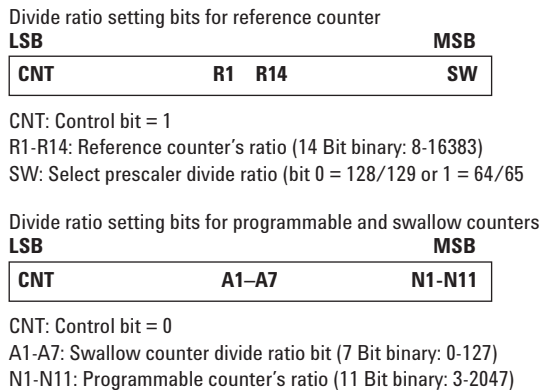 Divide ratio setting bits for reference counter
LSB MSB
CNT R1 R14 SW
CNT: Control bit = 1
R1-R14: Reference counter's ratio (14 Bit binary: 8-16383)
SW: Select prescaler divide ratio (bit 0 = 128/129 or 1 = 64/65
Divide ratio setting bits for programmable and swallow counters
LSB MSB
CNT A1–A7 N1-N11
CNT: Control bit = 0
A1-A7: Swallow counter divide ratio bit (7 Bit binary: 0-127)
N1-N11: Programmable counter's ratio (11 Bit binary: 3-2047)